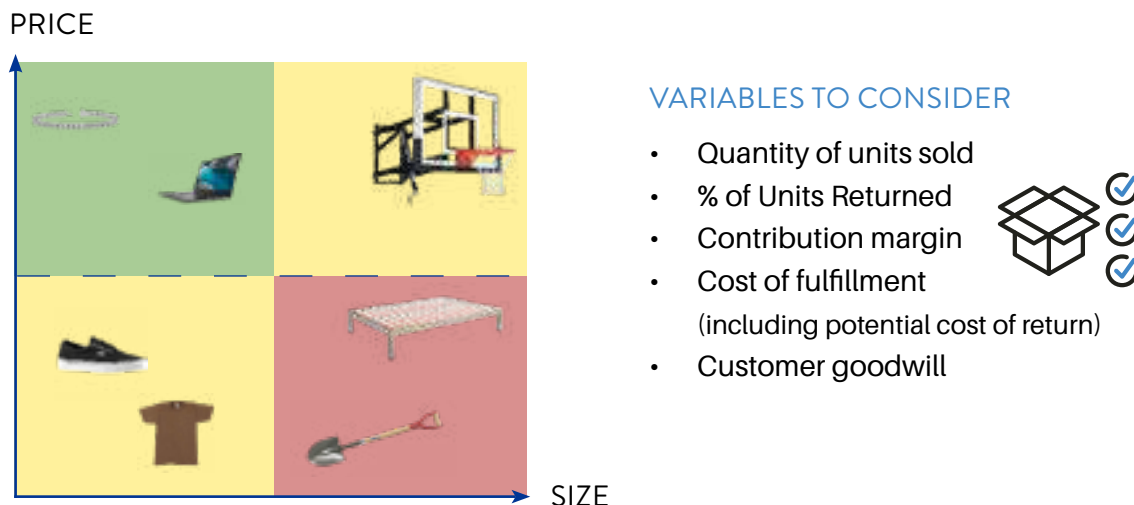 PRICE
VARIABLES TO CONSIDER
• Quantity of units sold
• % of Units Returned
• Contribution margin
• Cost of fulfillment
(including potential cost of return)
• Customer goodwill
SIZE